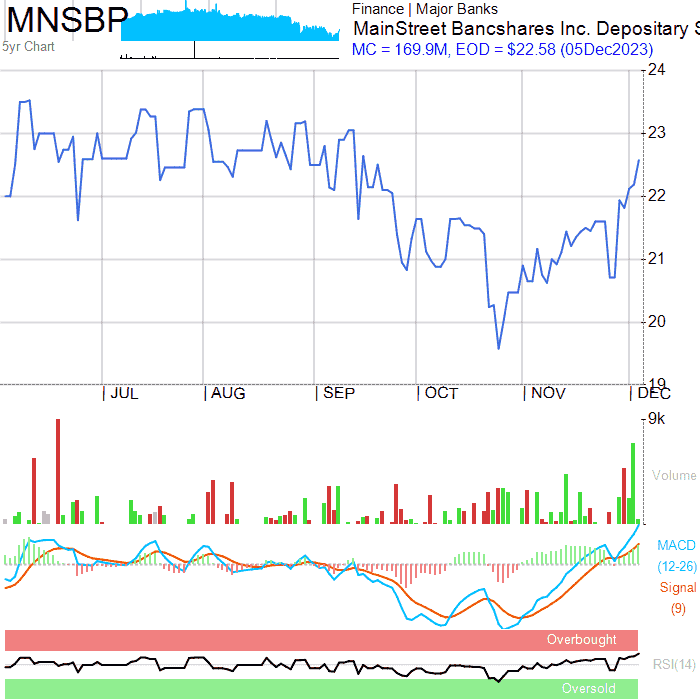 MNSBP
5yr Chart
Finance | Major Banks
MainStreet Bancshares Inc. Depositary S
MC = 169.9M, EOD = $22.58 (05Dec2023)
24
23
22
21
20
19
| JUL | AUG | SEP | OCT | NOV | DEC
9k
Volume
MACD
(12-26)
Signal
(9)
Overbought
RSI(14)
Oversold